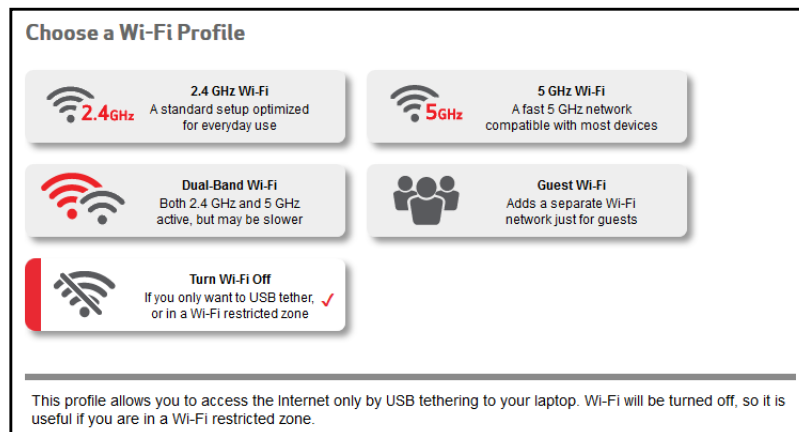 Choose a Wi-Fi Profile
2.4 GHz Wi-Fi
2.4GHz
A standard setup optimized
for everyday use
5 GHz Wi-Fi
5GHz
A fast 5 GHz network
compatible with most devices
Dual-Band Wi-Fi
Both 2.4 GHz and 5 GHz
active, but may be slower
Guest Wi-Fi
Adds a separate Wi-Fi
network just for guests
Turn Wi-Fi Off
If you only want to USB tether,
or in a Wi-Fi restricted zone
This profile allows you to access the Internet only by USB tethering to your laptop. Wi-Fi will be turned off, so it is
useful if you are in a Wi-Fi restricted zone.